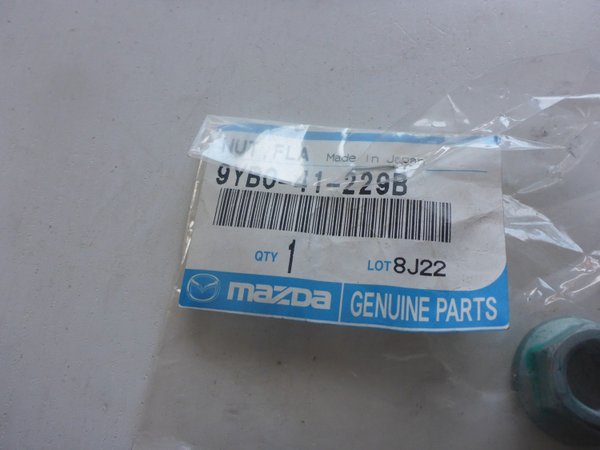 NUT,FLA Made in Japan
9YB0-41-229B
QTY 1 LOT 8J22
mazda GENUINE PARTS